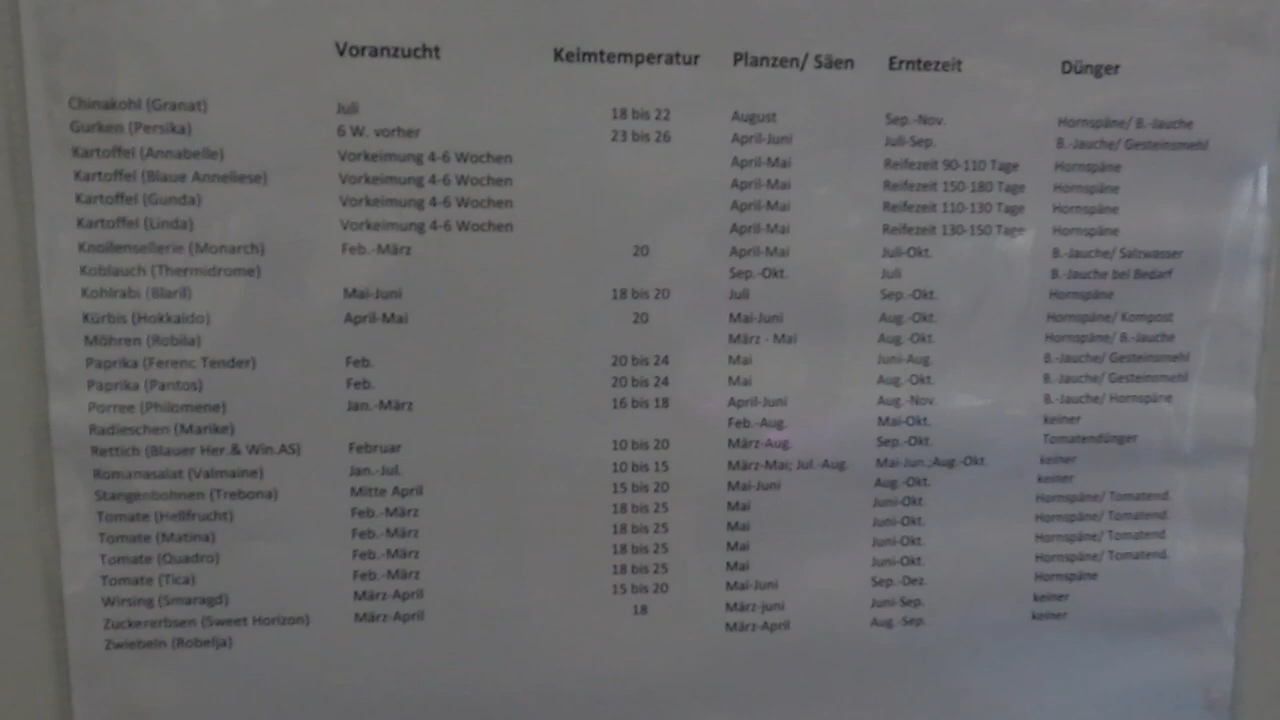 Voranzucht Keimtemperatur Planzen/ Säen Erntezeit Dünger
Chinakohl (Granat) Juli 18 bis 22 August Sep.-Nov. Hornspäne/ B.-Jauche
Gurken (Persika) 6 W. vorher 23 bis 26 April-Juni Juli-Sep. B.-Jauche/ Gesteinsmehl
Kartoffel (Annabelle) Vorkeimung 4-6 Wochen April-Mai Reifezeit 90-110 Tage Hornspäne
Kartoffel (Blaue Anneliese) Vorkeimung 4-6 Wochen April-Mai Reifezeit 150-180 Tage Hornspäne
Kartoffel (Gunda) Vorkeimung 4-6 Wochen April-Mai Reifezeit 110-130 Tage Hornspäne
Kartoffel (Linda) Vorkeimung 4-6 Wochen April-Mai Reifezeit 130-150 Tage Hornspäne
Knollensellerie (Monarch) Feb.-März 20 April-Mai Juli-Okt. B.-Jauche/ Salzwasser
Koblauch (Thermidrome) Sep.-Okt. Juli B.-Jauche bei Bedarf
Kohlrabi (Blaril) Mai-Juni 18 bis 20 Juli Sep.-Okt. Hornspäne
Kürbis (Hokkaido) April-Mai 20 Mai-Juni Aug.-Okt. Hornspäne/ Kompost
Möhren (Robila) März - Mai Aug.-Okt. Hornspäne/ B.-Jauche
Paprika (Ferenc Tender) Feb. 20 bis 24 Mai Juni-Aug. B.-Jauche/ Gesteinsmehl
Paprika (Pantos) Feb. 20 bis 24 Mai Aug.-Okt. B.-Jauche/ Gesteinsmehl
Porree (Philomene) Jan.-März 16 bis 18 April-Juni Aug.-Nov. B.-Jauche/ Hornspäne
Radieschen (Marike) Feb.-Aug. Mai-Okt. keiner
Rettich (Blauer Her.& Win.AS) Februar 10 bis 20 März-Aug. Sep.-Okt. Tomatendünger
Romanasalat (Valmaine) Jan.-Jul. 10 bis 15 März-Mai; Jul.-Aug. Mai-Jun.;Aug.-Okt. keiner
Stangenbohnen (Trebona) Mitte April 15 bis 20 Mai-Juni Aug.-Okt. keiner
Tomate (Hellfrucht) Feb.-März 18 bis 25 Mai Juni-Okt. Hornspäne/ Tomatend.
Tomate (Matina) Feb.-März 18 bis 25 Mai Juni-Okt. Hornspäne/ Tomatend.
Tomate (Quadro) Feb.-März 18 bis 25 Mai Juni-Okt. Hornspäne/ Tomatend.
Tomate (Tica) Feb.-März 18 bis 25 Mai Juni-Okt. Hornspäne/ Tomatend.
Wirsing (Smaragd) März-April 15 bis 20 Mai-Juni Sep.-Dez. Hornspäne
Zuckererbsen (Sweet Horizon) März-April 18 März-juni Juni-Sep. keiner
Zwiebeln (Robelja) März-April Aug.-Sep. keiner